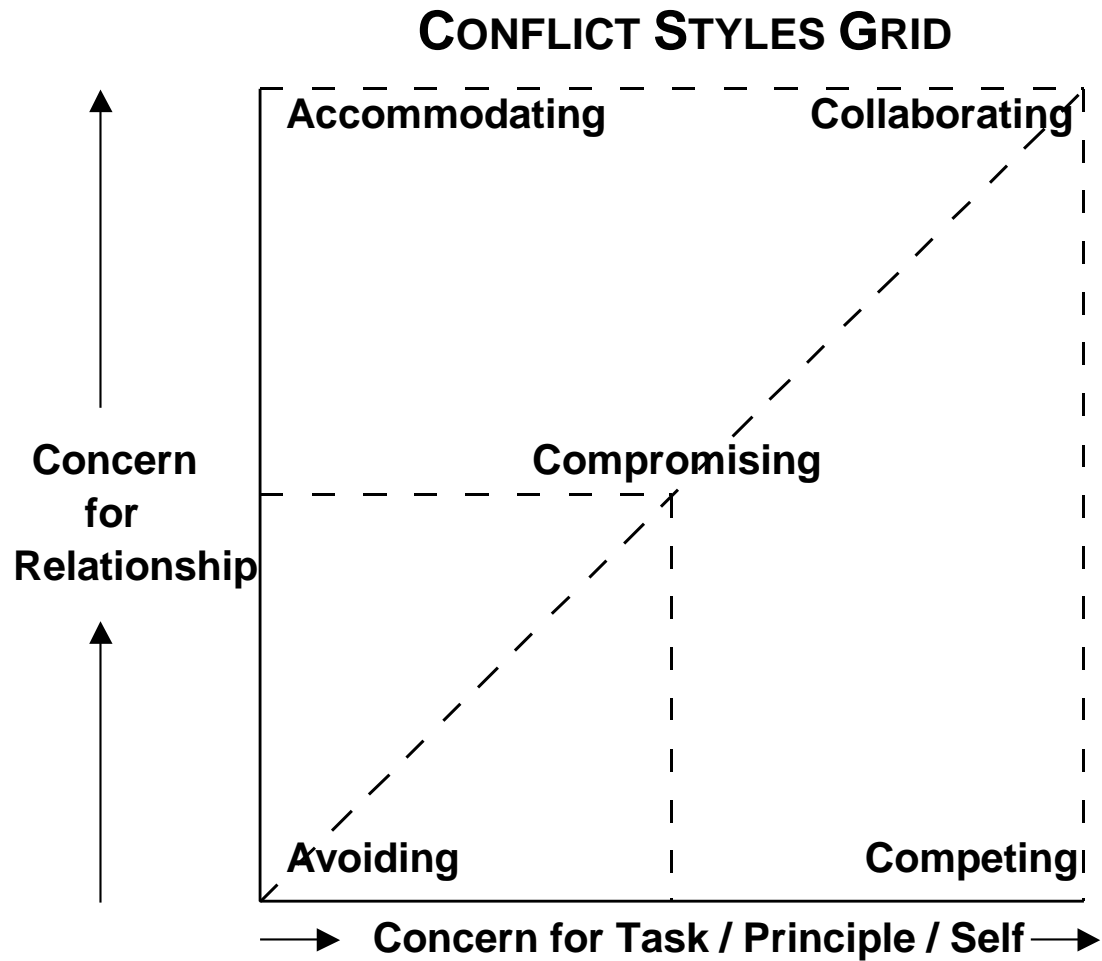 CONFLICT STYLES GRID
Accommodating
Collaborating
Concern
for
Relationship
Compromising
Avoiding
Competing
Concern for Task / Principle / Self